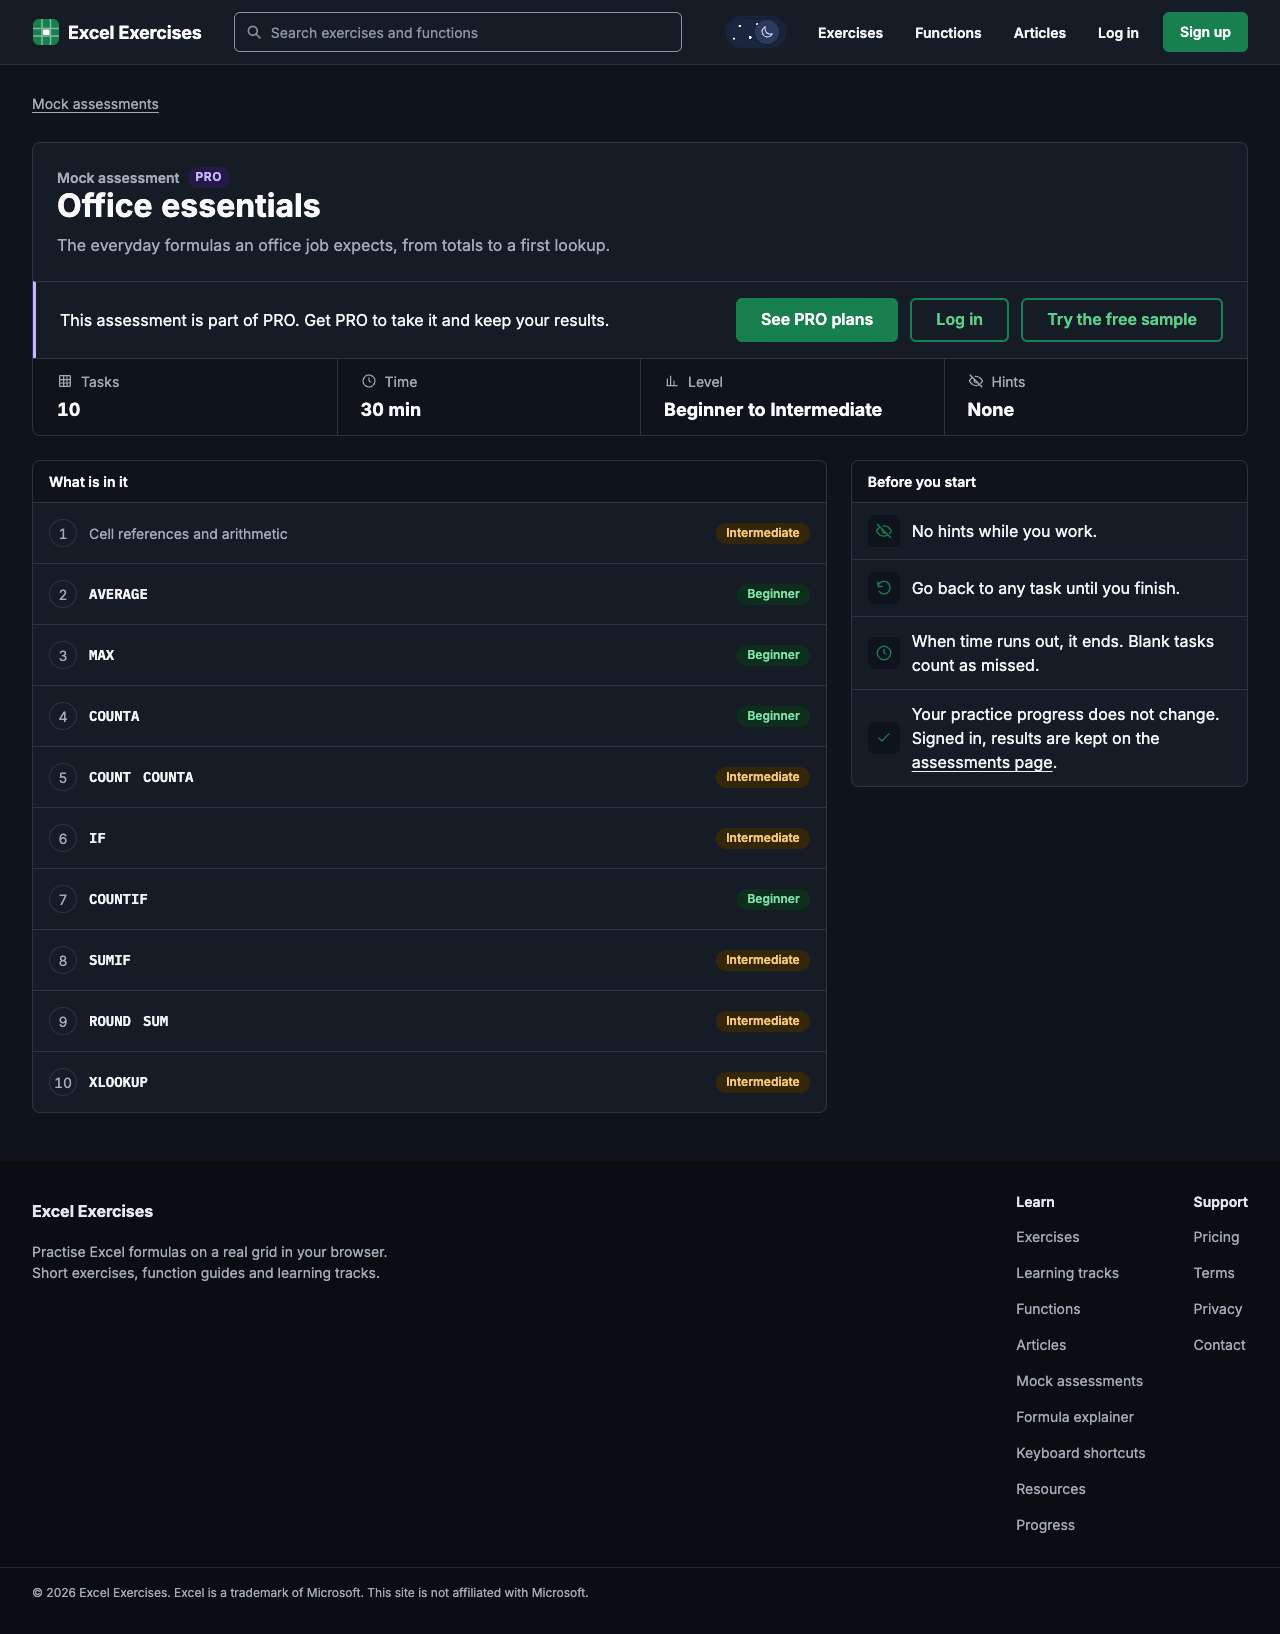 Excel Exercises
Search exercises and functions
Exercises
Functions
Articles
Log in
Sign up
Mock assessments
Mock assessment PRO
Office essentials
The everyday formulas an office job expects, from totals to a first lookup.
This assessment is part of PRO. Get PRO to take it and keep your results.
See PRO plans
Log in
Try the free sample
Tasks
10
Time
30 min
Level
Beginner to Intermediate
Hints
None
What is in it
1 Cell references and arithmetic Intermediate
2 AVERAGE Beginner
3 MAX Beginner
4 COUNTA Beginner
5 COUNT COUNTA Intermediate
6 IF Intermediate
7 COUNTIF Beginner
8 SUMIF Intermediate
9 ROUND SUM Intermediate
10 XLOOKUP Intermediate
Before you start
No hints while you work.
Go back to any task until you finish.
When time runs out, it ends. Blank tasks
count as missed.
Your practice progress does not change.
Signed in, results are kept on the
assessments page.
Excel Exercises
Practise Excel formulas on a real grid in your browser.
Short exercises, function guides and learning tracks.
Learn
Exercises
Learning tracks
Functions
Articles
Mock assessments
Formula explainer
Keyboard shortcuts
Resources
Progress
Support
Pricing
Terms
Privacy
Contact
© 2026 Excel Exercises. Excel is a trademark of Microsoft. This site is not affiliated with Microsoft.